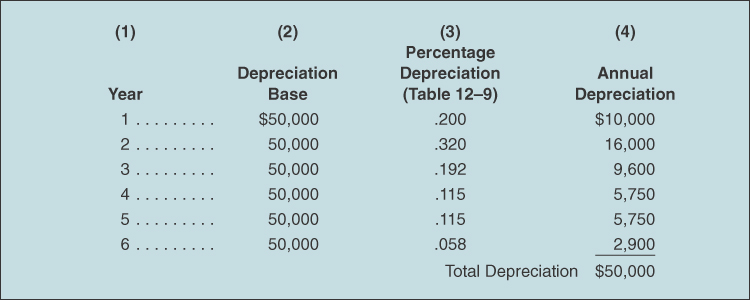 (1) (2) (3) (4)
Percentage
Depreciation Depreciation Annual
Year Base (Table 12–9) Depreciation
1 . . . . . . . . . $50,000 .200 $10,000
2 . . . . . . . . . 50,000 .320 16,000
3 . . . . . . . . . 50,000 .192 9,600
4 . . . . . . . . . 50,000 .115 5,750
5 . . . . . . . . . 50,000 .115 5,750
6 . . . . . . . . . 50,000 .058 2,900
Total Depreciation $50,000